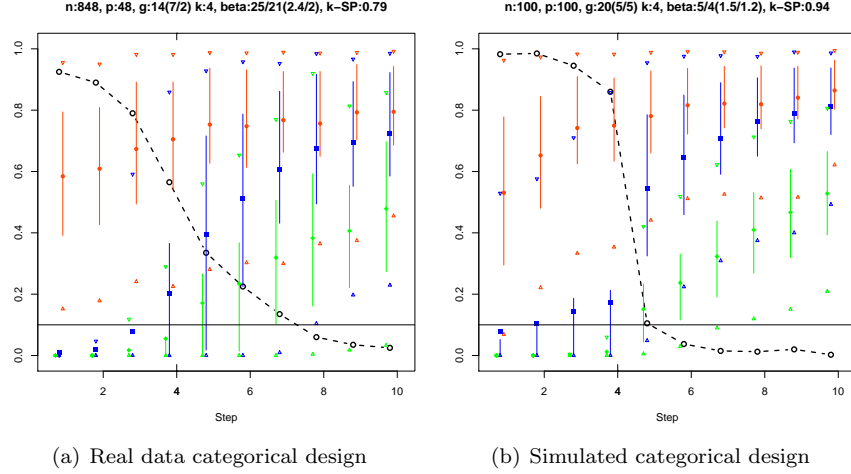 n:848, p:48, g:14(7/2) k:4, beta:25/21(2.4/2), k−SP:0.79
n:100, p:100, g:20(5/5) k:4, beta:5/4(1.5/1.2), k−SP:0.94
1.0
0.8
0.6
0.4
0.2
0.0
2 4 6 8 10
Step
1.0
0.8
0.6
0.4
0.2
0.0
2 4 6 8 10
Step
(a) Real data categorical design
(b) Simulated categorical design